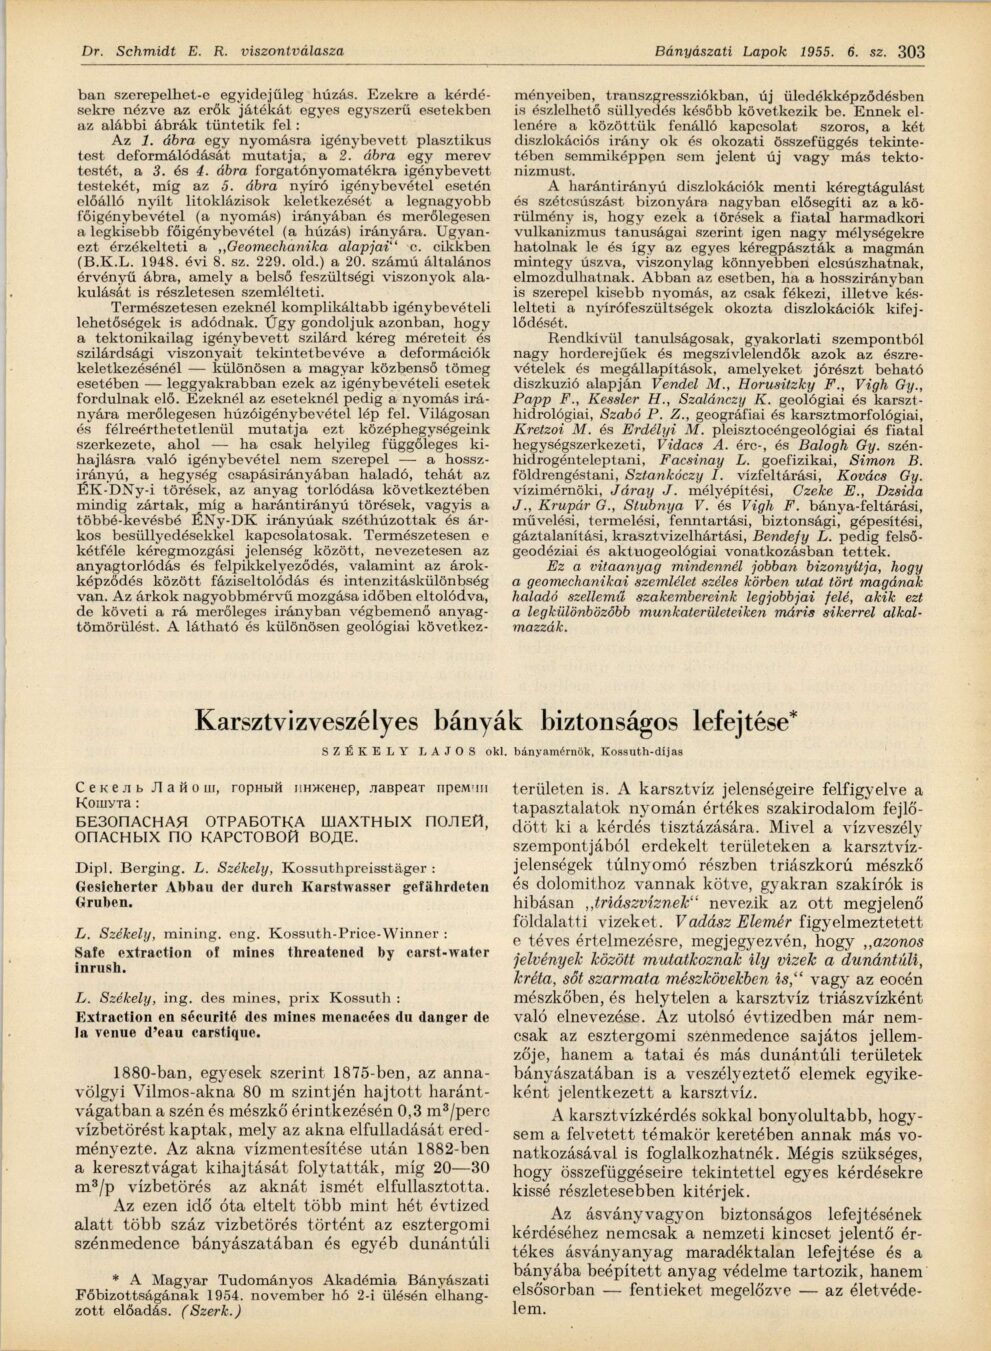 Dr. Schmidt E. R. viszontválasza
Bányászati Lapok 1955. 6. sz. 303
ban szerepelhet-e egyidejűleg húzás. Ezekre a kérdé-
sekre nézve az erők játékát egyes egyszerű esetekben
az alábbi ábrák tüntetik fel :
Az 1. ábra egy nyomásra igénybevett plasztikus
test deformálódását mutatja, a 2. ábra egy merev
testét, a 3. és 4. ábra forgatónyomatékra igénybevett
testekét, míg az 5. ábra nyíró igénybevétel esetén
előálló nyílt litoklázisok keletkezését a legnagyobb
főigénybevétel (a nyomás) irányában és merőlegesen
a legkisebb főigénybevétel (a húzás) irányára. Ugyan-
ezt érzékelteti a „Geomechanika alapjai“ c. cikkben
(B.K.L. 1948. évi 8. sz. 229. old.) a 20. számú általános
érvényű ábra, amely a belső feszültségi viszonyok ala-
kulását is részletesen szemlélteti.
Természetesen ezeknél komplikáltabb igénybevételi
lehetőségek is adódnak. Úgy gondoljuk azonban, hogy
a tektonikailag igénybevett szilárd kéreg méreteit és
szilárdsági viszonyait tekintetbevéve a deformációk
keletkezésénél — különösen a magyar közbenső tömeg
esetében — leggyakrabban ezek az igénybevételi esetek
fordulnak elő. Ezeknél az eseteknél pedig a nyomás irá-
nyára merőlegesen húzóigénybevétel lép fel. Világosan
és félreérthetetlenül mutatja ezt középhegységeink
szerkezete, ahol — ha csak helyileg függőleges ki-
hajlásra való igénybevétel nem szerepel — a hossz-
irányú, a hegység csapásirányában haladó, tehát az
ÉK-DNy-i törések, az anyag torlódása következtében
mindig zártak, míg a harántirányú törések, vagyis a
többé-kevésbé ÉNy-DK irányúak széthúzottak és ár-
kos besüllyedésekkel kapcsolatosak. Természetesen e
kétféle kéregmozgási jelenség között, nevezetesen az
anyagtorlódás és felpikkelyeződés, valamint az árok-
képződés között fáziseltolódás és intenzitáskülönbség
van. Az árkok nagyobbmérvű mozgása időben eltolódva,
de követi a rá merőleges irányban végbemenő anyag-
tömörülést. A látható és különösen geológiai következ-
ményeiben, transzgressziókban, új üledékképződésben
is észlelhető süllyedés később következik be. Ennek el-
lenére a közöttük fenálló kapcsolat szoros, a két
diszlokációs irány ok és okozati összefüggés tekinte-
tében semmiképpen sem jelent új vagy más tekto-
nizmust.
A harántirányú diszlokációk menti kéregtágulást
és szétcsúszást bizonyára nagyban elősegíti az a kö-
rülmény is, hogy ezek a törések a fiatal harmadkori
vulkanizmus tanuságai szerint igen nagy mélységekre
hatolnak le és így az egyes kéregpászták a magmán
mintegy úszva, viszonylag könnyebben elcsúszhatnak,
elmozdulhatnak. Abban az esetben, ha a hosszirányban
is szerepel kisebb nyomás, az csak fékezi, illetve kés-
lelteti a nyírófeszültségek okozta diszlokációk kifej-
lődését.
Rendkívül tanulságosak, gyakorlati szempontból
nagy horderejűek és megszívlelendők azok az észre-
vételek és megállapítások, amelyeket jórészt beható
diszkuzió alapján Vendel M., Horusitzky F., Vigh Gy.,
Papp F., Kessler H., Szalánczy K. geológiai és karszt-
hidrológiai, Szabó P. Z., geográfiai és karsztmorfológiai,
Kretzoi M. és Erdélyi M. pleisztocéngeológiai és fiatal
hegységszerkezeti, Vidacs A. érc-, és Balogh Gy. szén-
hidrogénteleptani, Facsinay L. goefizikai, Simon B.
földrengéstani, Sztankóczy I. vízfeltárási, Kovács Gy.
vízimérnöki, Járay J. mélyépítési, Czeke E., Dzsida
J., Krupár G., Stubnya V. és Vigh F. bánya-feltárási,
művelési, termelési, fenntartási, biztonsági, gépesítési,
gáztalanítási, krasztvizelhártási, Bendefy L. pedig felső-
geodéziai és aktuogeológiai vonatkozásban tettek.
Ez a vitaanyag mindennél jobban bizonyítja, hogy
a geomechanikai szemlélet széles körben utat tört magának
haladó szellemű szakembereink legjobbjai felé, akik ezt
a legkülönbözőbb munkaterületeiken máris sikerrel alkal-
mazzák.
Karsztvizveszélyes bányák biztonságos lefejtése*
SZÉKELY LAJOS okl. bányamérnök, Kossuth-díjas
Секель Лайош, горный инженер, лавреат премии
Кошута :
БЕЗОПАСНАЯ ОТРАБОТКА ШАХТНЫХ ПОЛЕЙ,
ОПАСНЫХ ПО КАРСТОВОЙ ВОДЕ.
Dipl. Berging. L. Székely, Kossuthpreisstäger :
Gesicherter Abbau der durch Karstwasser gefährdeten
Gruben.
L. Székely, mining. eng. Kossuth-Price-Winner :
Safe extraction of mines threatened by carst-water
inrush.
L. Székely, ing. des mines, prix Kossuth :
Extraction en sécurité des mines menacées du danger de
la venue d’eau carstique.
1880-ban, egyesek szerint 1875-ben, az anna-
völgyi Vilmos-akna 80 m szintjén hajtott haránt-
vágatban a szén és mészkő érintkezésén 0,3 m³/perc
vízbetörést kaptak, mely az akna elfulladását ered-
ményezte. Az akna vízmentesítése után 1882-ben
a keresztvágat kihajtását folytatták, míg 20—30
m³/p vízbetörés az aknát ismét elfullasztotta.
Az ezen idő óta eltelt több mint hét évtized
alatt több száz vizbetörés történt az esztergomi
szénmedence bányászatában és egyéb dunántúli
* A Magyar Tudományos Akadémia Bányászati
Főbizottságának 1954. november hó 2-i ülésén elhang-
zott előadás. (Szerk.)
területen is. A karsztvíz jelenségeire felfigyelve a
tapasztalatok nyomán értékes szakirodalom fejlő-
dött ki a kérdés tisztázására. Mivel a vízveszély
szempontjából erdekelt területeken a karsztvíz-
jelenségek túlnyomó részben triászkorú mészkő
és dolomithoz vannak kötve, gyakran szakírók is
hibásan „triászvíznek“ nevezik az ott megjelenő
földalatti vizeket. Vadász Elemér figyelmeztetett
e téves értelmezésre, megjegyezvén, hogy „azonos
jelvények között mutatkoznak ily vizek a dunántúli,
kréta, sőt szarmata mészkövekben is,“ vagy az eocén
mészkőben, és helytelen a karsztvíz triászvízként
való elnevezése. Az utolsó évtizedben már nem-
csak az esztergomi szénmedence sajátos jellem-
zője, hanem a tatai és más dunántúli területek
bányászatában is a veszélyeztető elemek egyike-
ként jelentkezett a karsztvíz.
A karsztvízkérdés sokkal bonyolultabb, hogy-
sem a felvetett témakör keretében annak más vo-
natkozásával is foglalkozhatnék. Mégis szükséges,
hogy összefüggéseire tekintettel egyes kérdésekre
kissé részletesebben kitérjek.
Az ásványvagyon biztonságos lefejtésének
kérdéséhez nemcsak a nemzeti kincset jelentő ér-
tékes ásványanyag maradéktalan lefejtése és a
bányába beépített anyag védelme tartozik, hanem
elsősorban — fentieket megelőzve — az életvéde-
lem.